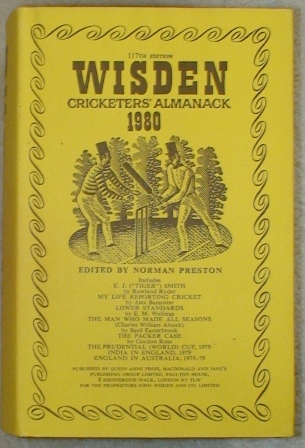 117TH EDITION
WISDEN
CRICKETERS' ALMANACK
1980
EDITED BY NORMAN PRESTON
Includes
E. J. ("TIGER") SMITH
by Rowland Ryder
MY LIFE REPORTING CRICKET
by Alex Bannister
LOWER STANDARDS
by E. M. Wellings
THE MAN WHO MADE ALL SEASONS
(Charles William Alcock)
by Basil Easterbrook
THE PACKER CASE
by Gordon Ross
THE PRUDENTIAL (WORLD) CUP, 1979
INDIA IN ENGLAND, 1979
ENGLAND IN AUSTRALIA, 1978-79
PUBLISHED BY QUEEN ANNE PRESS, MACDONALD AND JANE'S
PUBLISHING GROUP LIMITED, PAULTON HOUSE,
8 SHEPHERDESS WALK, LONDON N1 7LW
FOR THE PROPRIETORS JOHN WISDEN AND CO. LIMITED